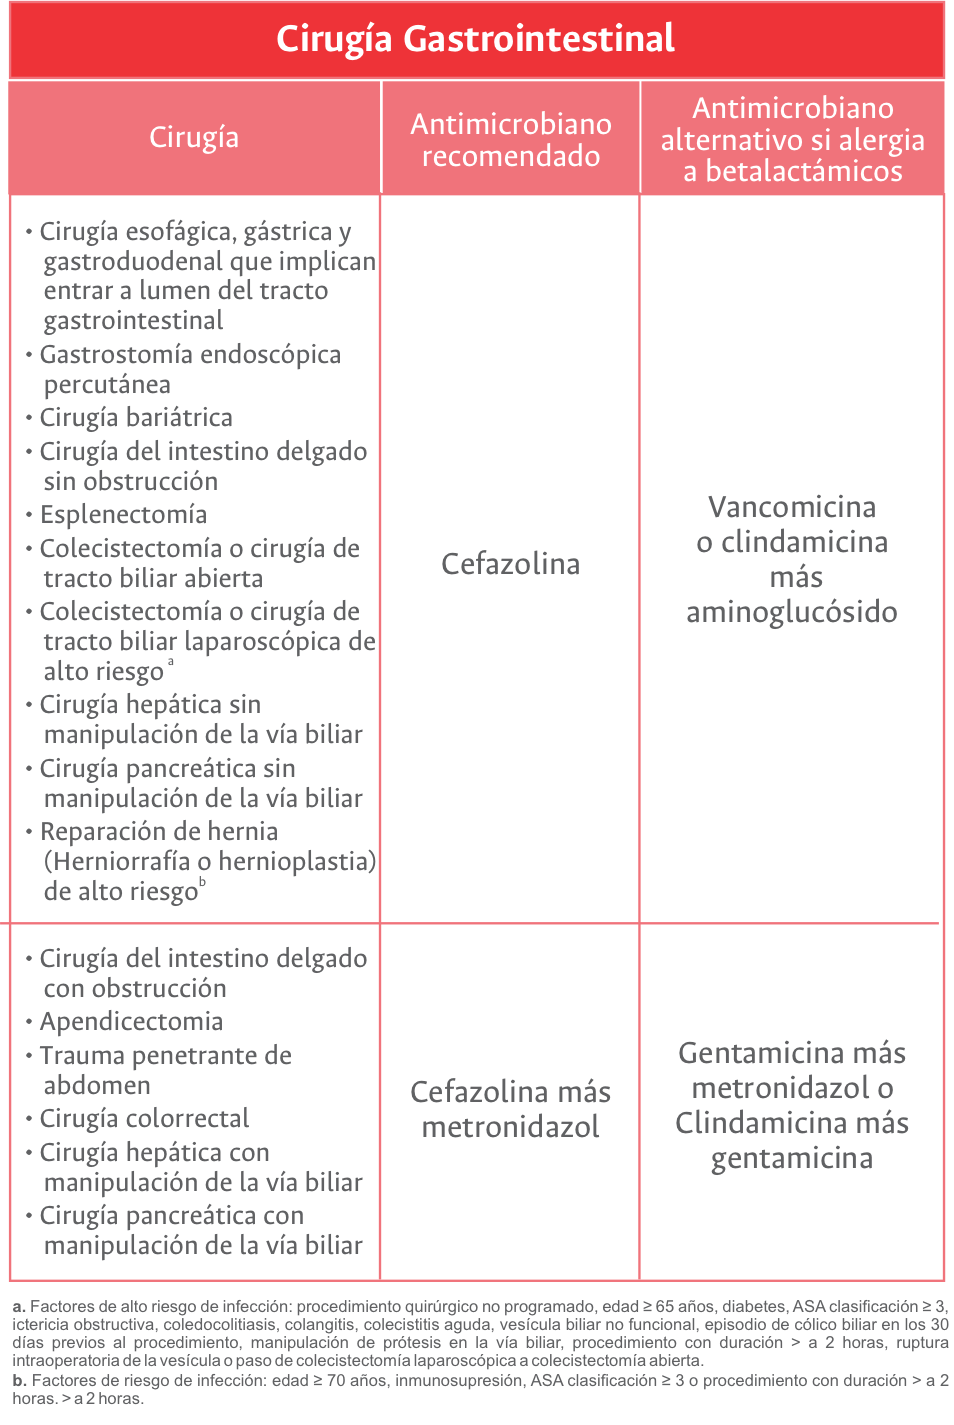 Cirugía Gastrointestinal
Cirugía
Antimicrobiano
recomendado
Antimicrobiano
alternativo si alergia
a betalactámicos
• Cirugía esofágica, gástrica y
gastroduodenal que implican
entrar a lumen del tracto
gastrointestinal
• Gastrostomía endoscópica
percutánea
• Cirugía bariátrica
• Cirugía del intestino delgado
sin obstrucción
• Esplenectomía
• Colecistectomía o cirugía de
tracto biliar abierta
• Colecistectomía o cirugía de
tracto biliar laparoscópica de
alto riesgo a
• Cirugía hepática sin
manipulación de la vía biliar
• Cirugía pancreática sin
manipulación de la vía biliar
• Reparación de hernia
(Herniorrafía o hernioplastia)
de alto riesgo b
Cefazolina
Vancomicina
o clindamicina
más
aminoglucósido
• Cirugía del intestino delgado
con obstrucción
• Apendicectomia
• Trauma penetrante de
abdomen
• Cirugía colorrectal
• Cirugía hepática con
manipulación de la vía biliar
• Cirugía pancreática con
manipulación de la vía biliar
Cefazolina más
metronidazol
Gentamicina más
metronidazol o
Clindamicina más
gentamicina
a. Factores de alto riesgo de infección: procedimiento quirúrgico no programado, edad ≥ 65 años, diabetes, ASA clasificación ≥ 3,
ictericia obstructiva, coledocolitiasis, colangitis, colecistitis aguda, vesícula biliar no funcional, episodio de cólico biliar en los 30
días previos al procedimiento, manipulación de prótesis en la vía biliar, procedimiento con duración > a 2 horas, ruptura
intraoperatoria de la vesícula o paso de colecistectomía laparoscópica a colecistectomía abierta.
b. Factores de riesgo de infección: edad ≥ 70 años, inmunosupresión, ASA clasificación ≥ 3 o procedimiento con duración > a 2
horas. > a 2 horas.